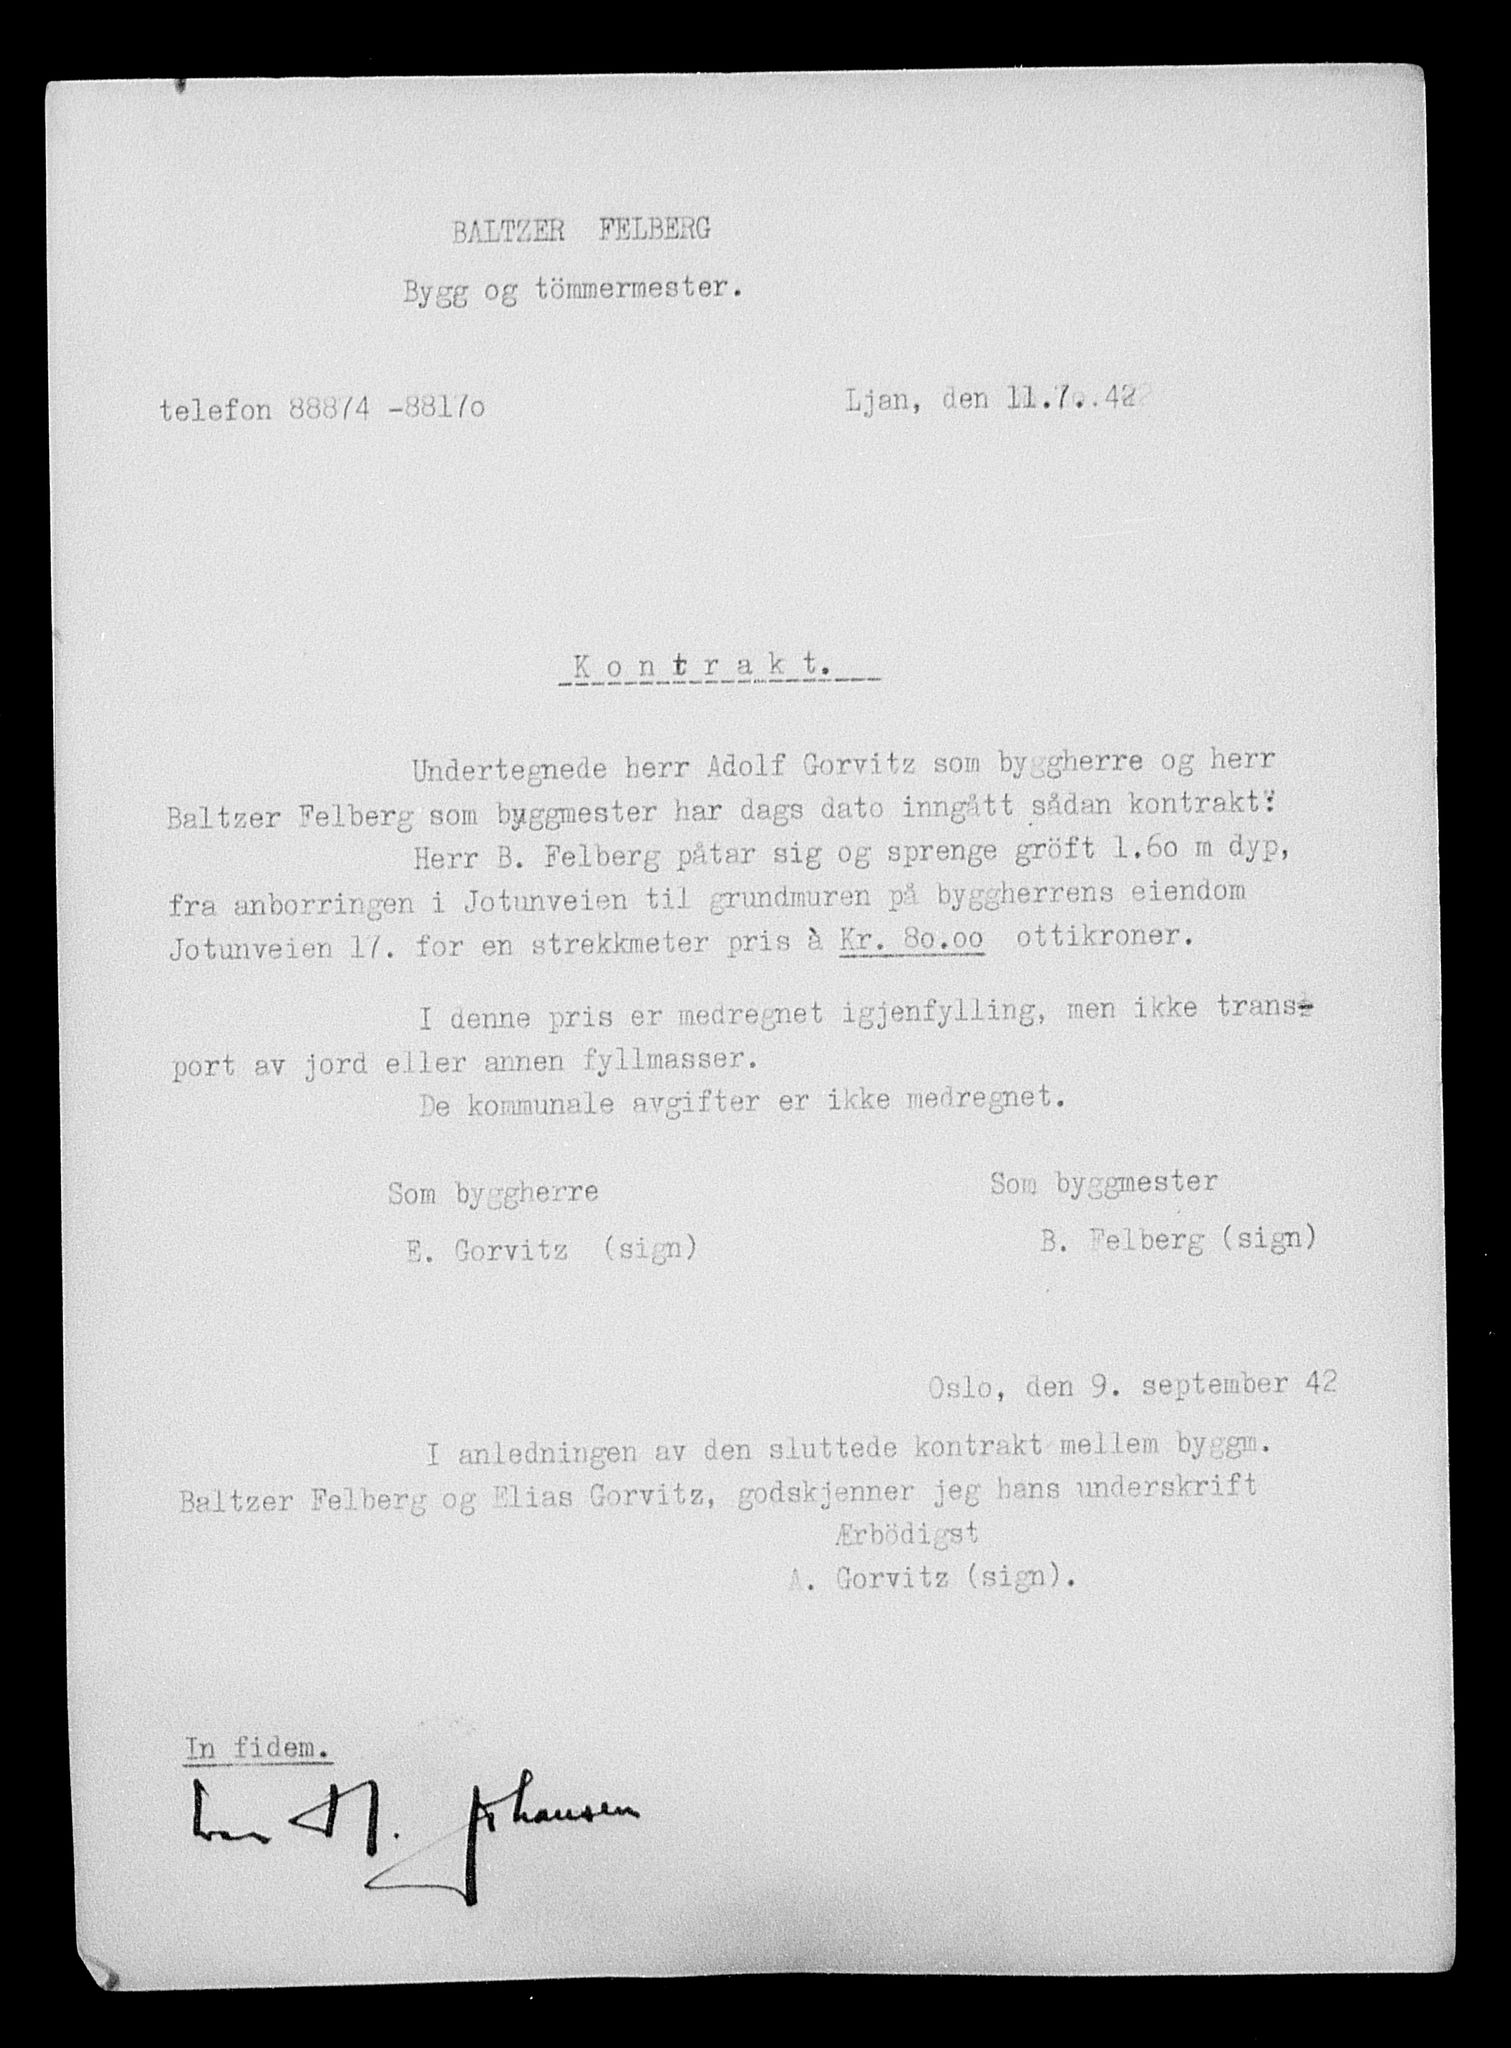 BALTZER FELBERG
Bygg og tömmermester.
telefon 88874 -8817o
Ljan, den 11.7.42
K o n t r a k t.
Undertegnede herr Adolf Gorvitz som byggherre og herr
Baltzer Felberg som byggmester har dags dato inngått sådan kontrakt:
Herr B. Felberg påtar sig og sprenge gröft 1.6o m dyp,
fra anborringen i Jotunveien til grundmuren på byggherrens eiendom
Jotunveien 17. for en strekkmeter pris à Kr. 8o.oo ottikroner.
I denne pris er medregnet igjenfylling, men ikke trans-
port av jord eller annen fyllmasser.
De kommunale avgifter er ikke medregnet.
Som byggherre
Som byggmester
E. Gorvitz (sign)
B. Felberg (sign)
Oslo, den 9. september 42
I anledningen av den sluttede kontrakt mellem byggm.
Baltzer Felberg og Elias Gorvitz, godskjenner jeg hans underskrift
Ærbödigst
A. Gorvitz (sign).
In fidem.
Johansen